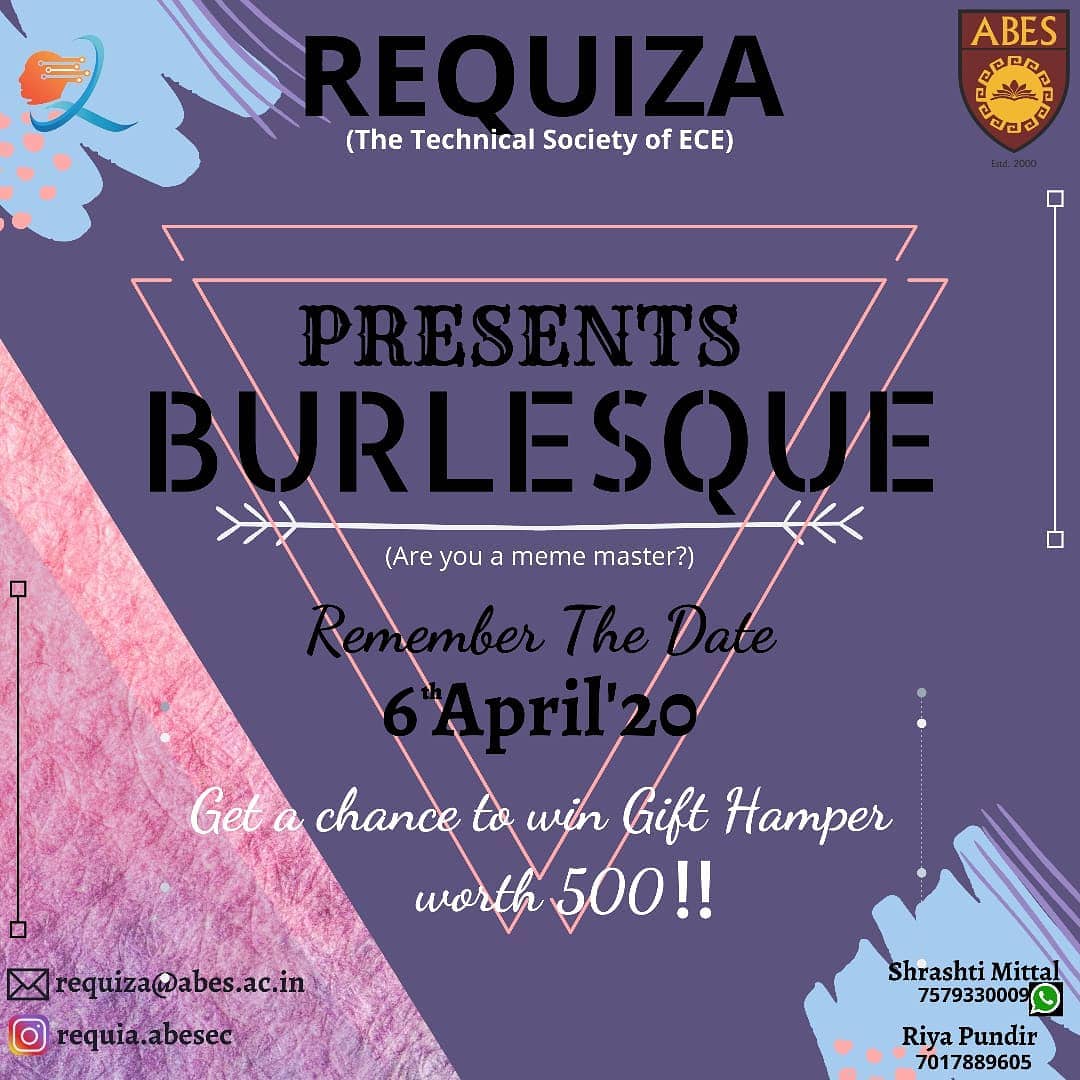 REQUIZA
(The Technical Society of ECE)
ABES
Estd. 2000
PRESENTS
BURLESQUE
(Are you a meme master?)
Remember The Date
6th April'20
Get a chance to win Gift Hamper
worth 500!!
requiza@abes.ac.in
requia.abesec
Shrashti Mittal
7579330009
Riya Pundir
7017889605